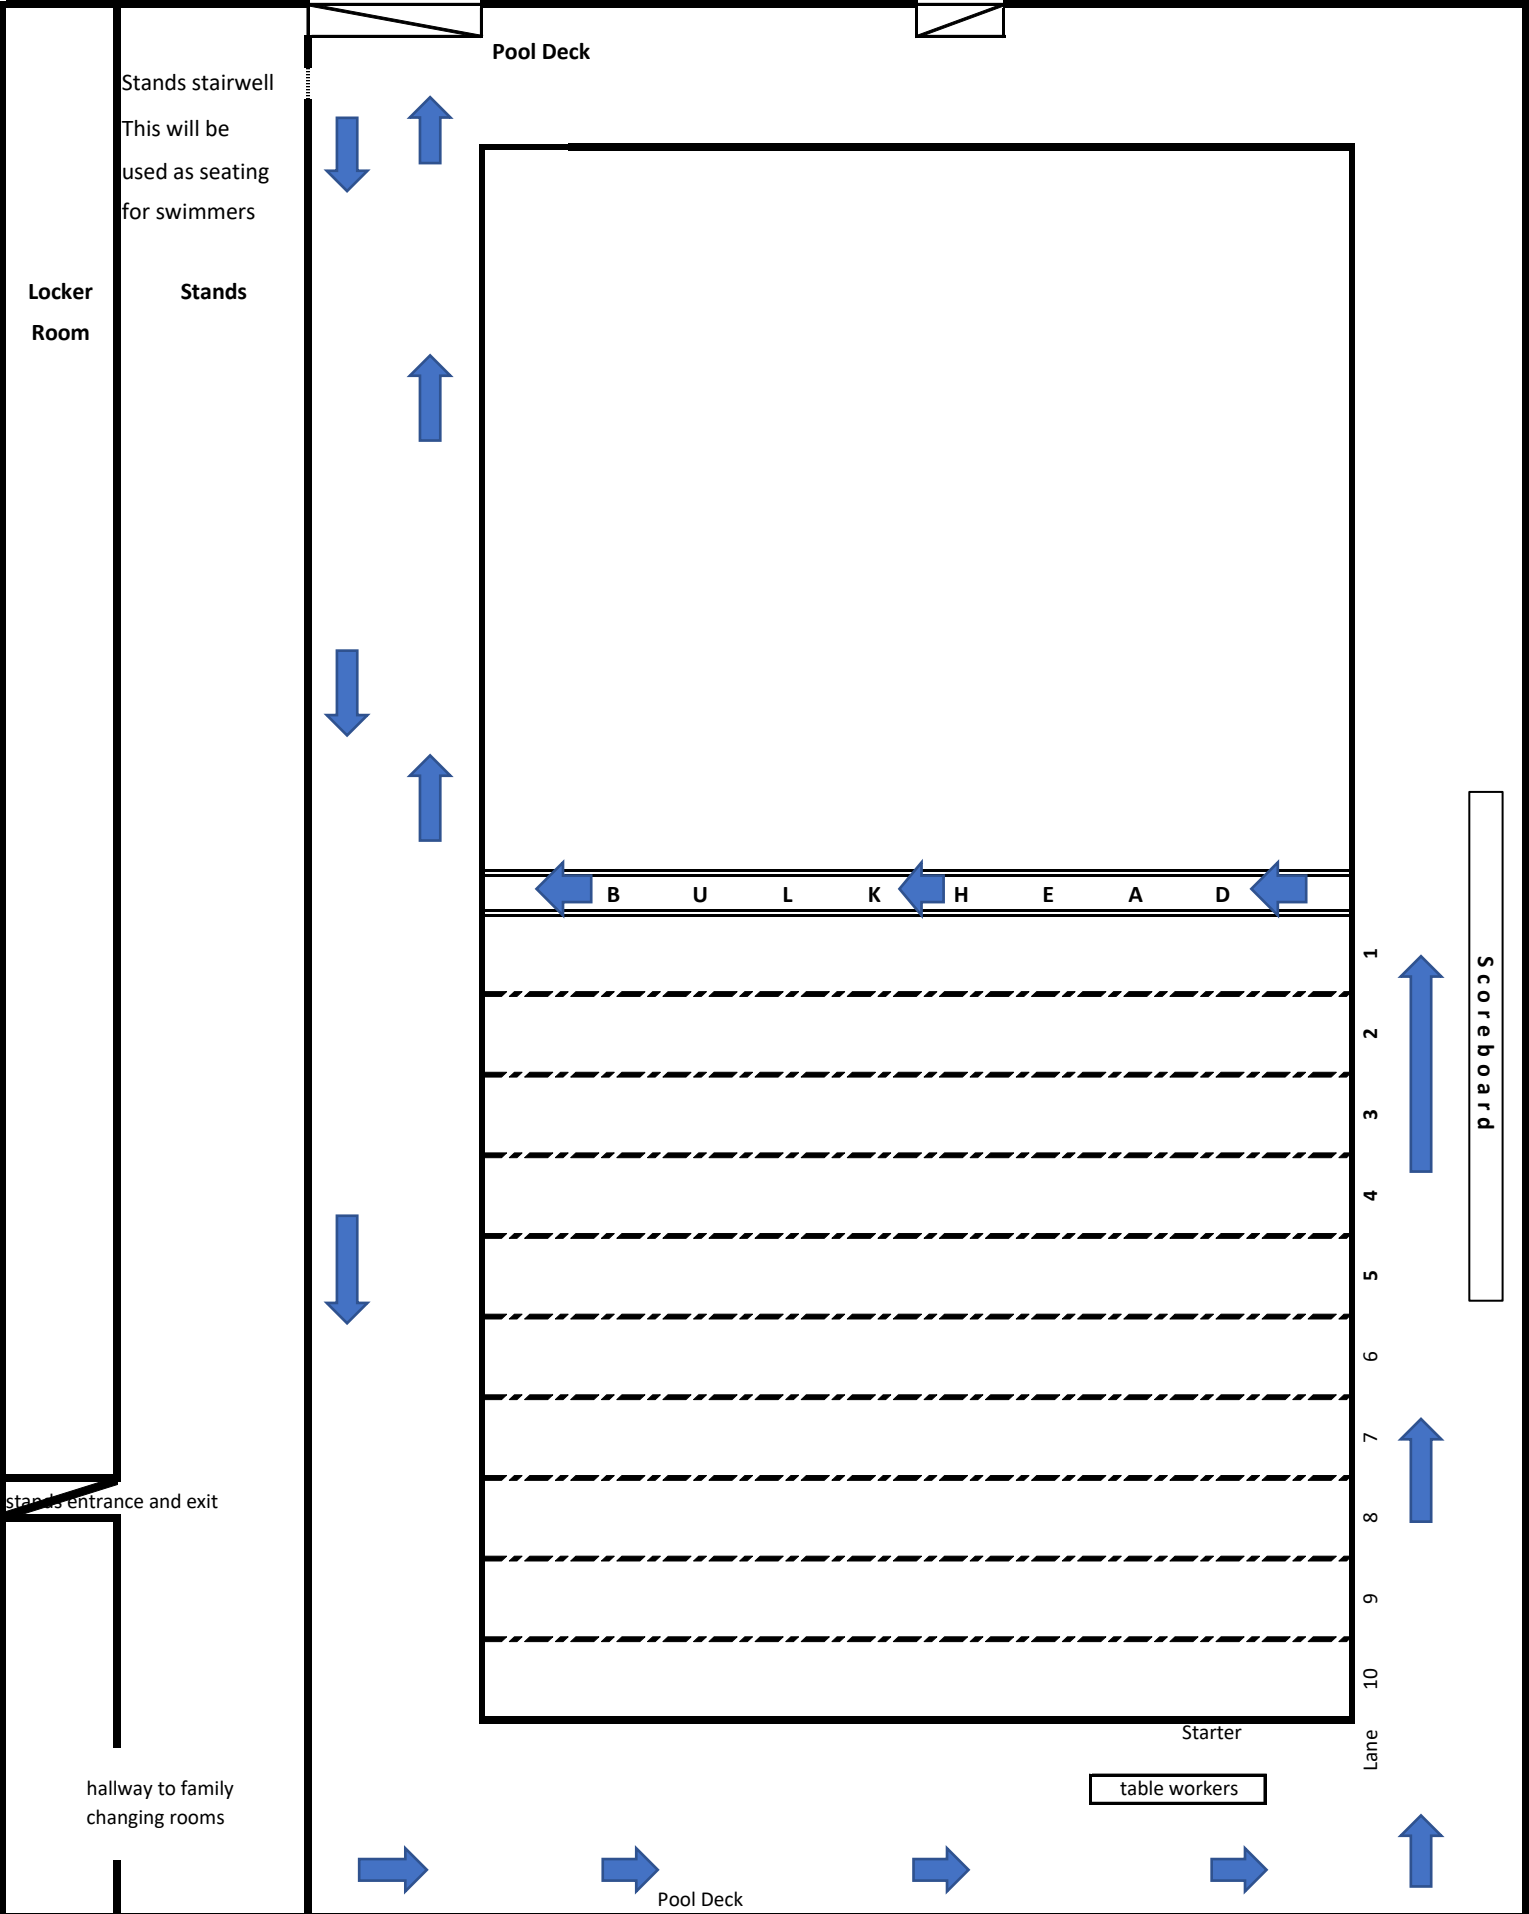 Pool Deck
Stands stairwell
This will be
used as seating
for swimmers
Locker
Room
Stands
B U L K H E A D
1
2
3
4
5
6
7
8
9
10
Lane
Scoreboard
stands entrance and exit
Starter
table workers
hallway to family
changing rooms
Pool Deck